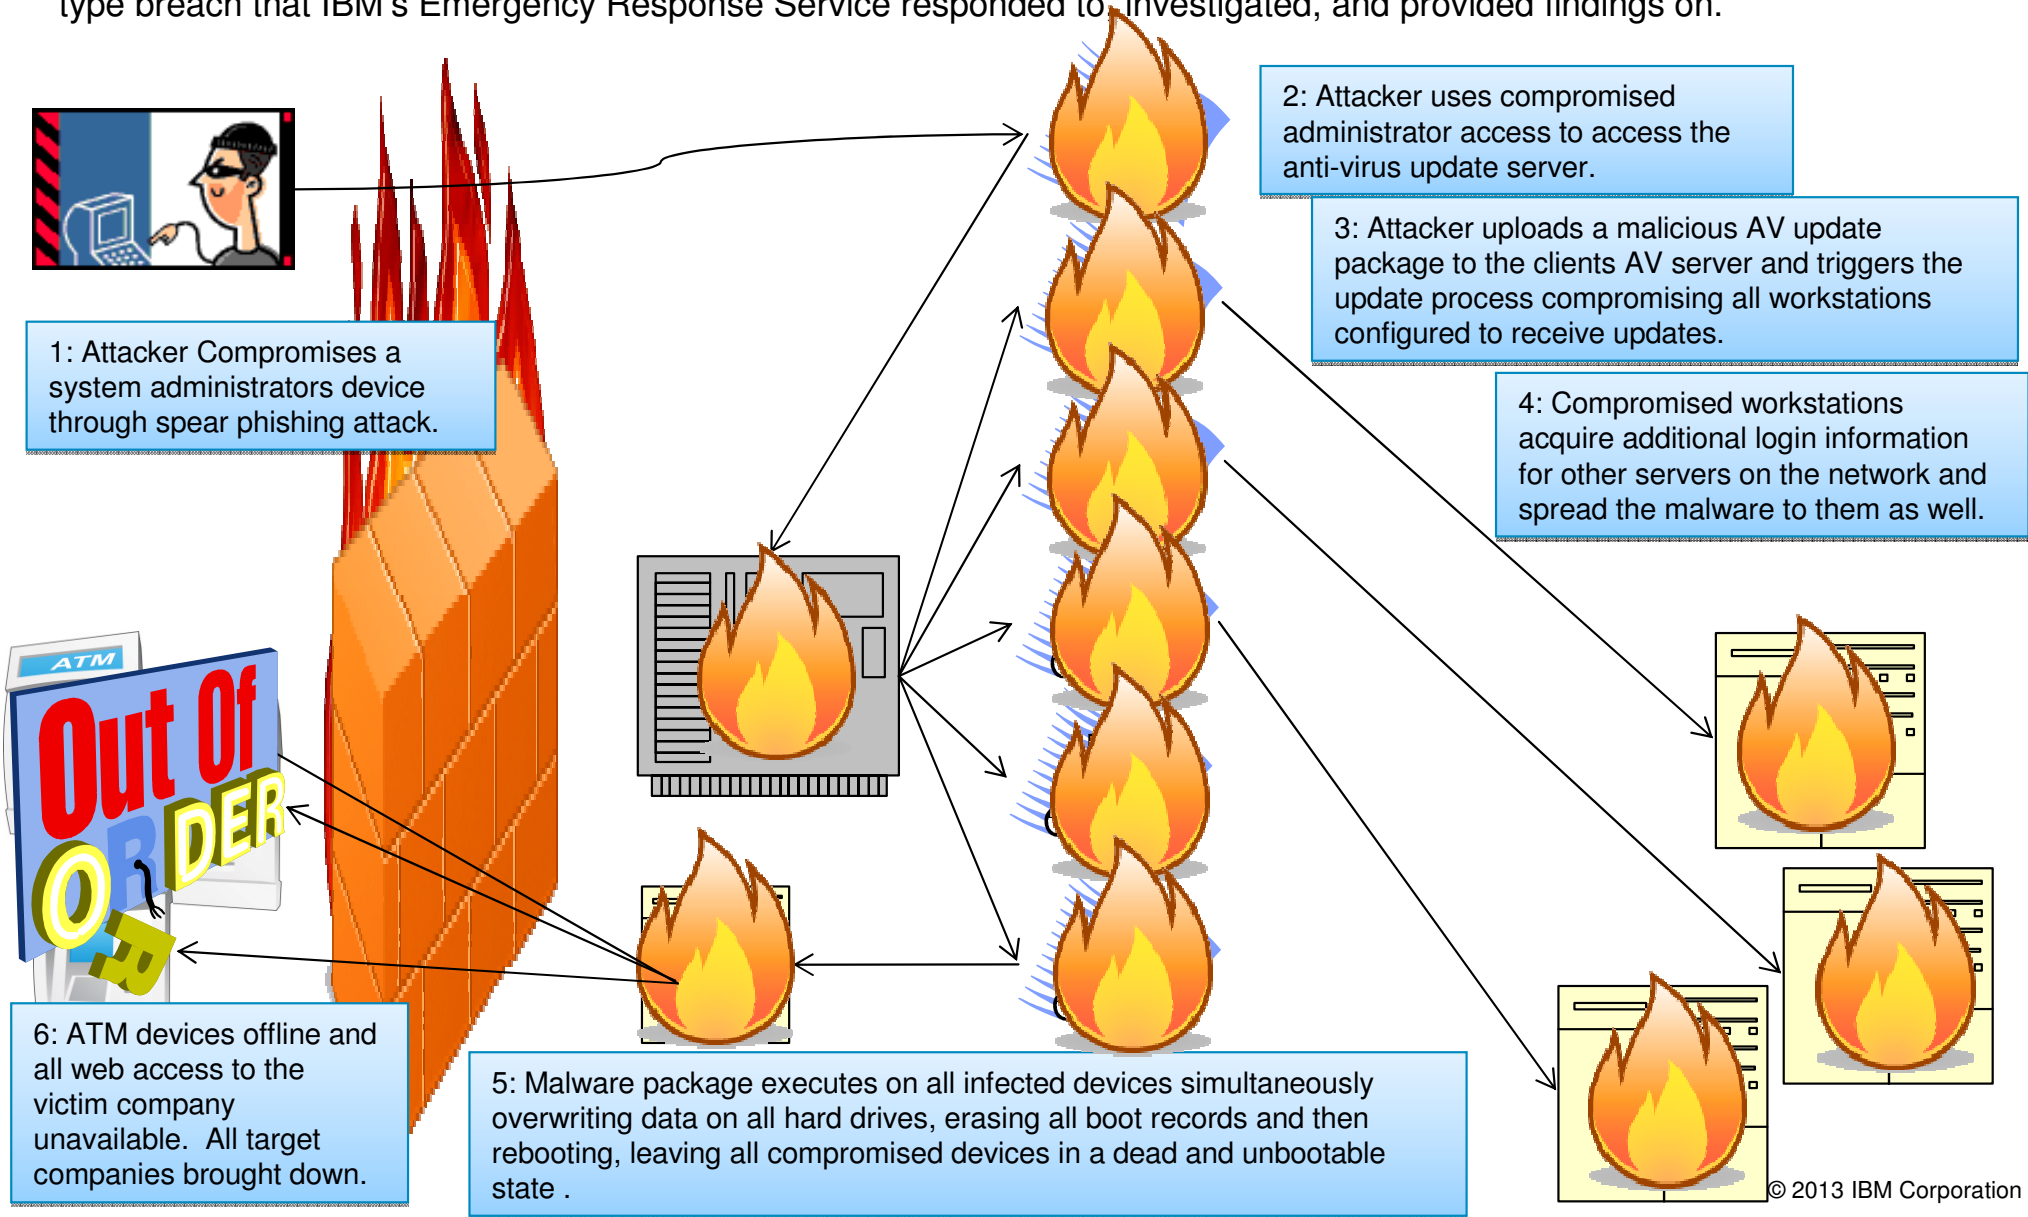 type breach that IBM's Emergency Response Service responded to, investigated, and provided findings on.
2: Attacker uses compromised
administrator access to access the
anti-virus update server.
3: Attacker uploads a malicious AV update
package to the clients AV server and triggers the
update process compromising all workstations
configured to receive updates.
1: Attacker Compromises a
system administrators device
through spear phishing attack.
4: Compromised workstations
acquire additional login information
for other servers on the network and
spread the malware to them as well.
ATM
Out Of
ORDER
6: ATM devices offline and
all web access to the
victim company
unavailable.  All target
companies brought down.
5: Malware package executes on all infected devices simultaneously
overwriting data on all hard drives, erasing all boot records and then
rebooting, leaving all compromised devices in a dead and unbootable
state .
© 2013 IBM Corporation